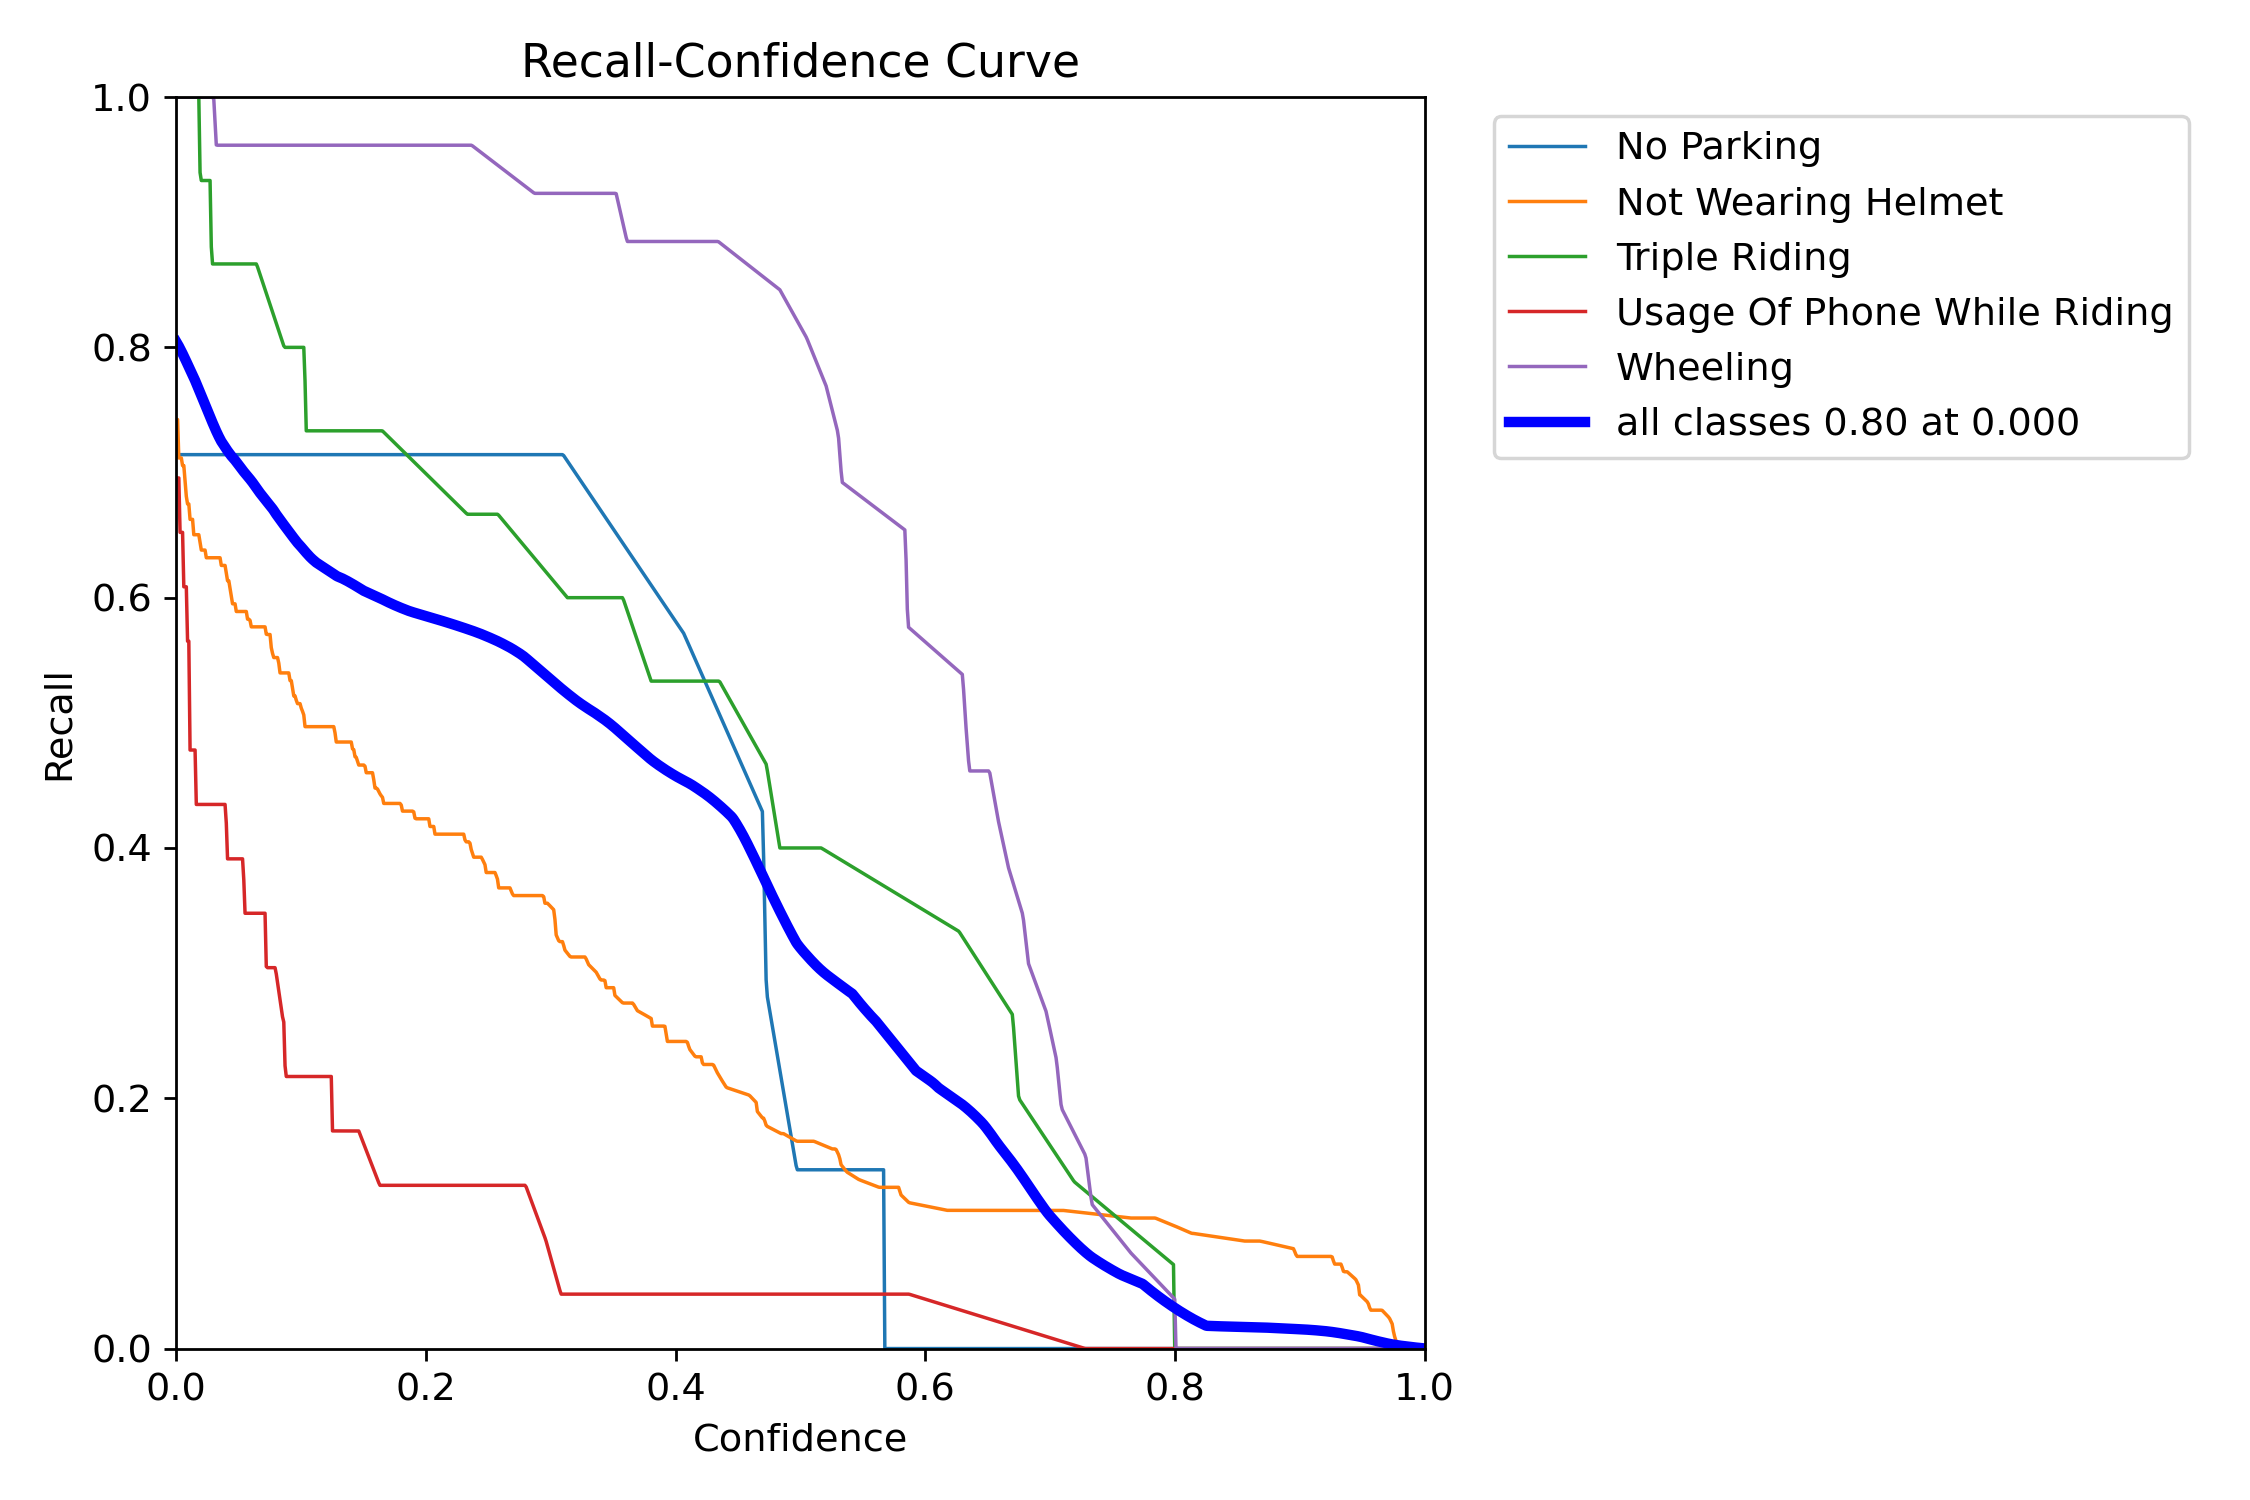 Recall-Confidence Curve
1.0
0.8
0.6
0.4
0.2
0.0
Recall
0.0 0.2 0.4 0.6 0.8 1.0
Confidence
No Parking
Not Wearing Helmet
Triple Riding
Usage Of Phone While Riding
Wheeling
all classes 0.80 at 0.000